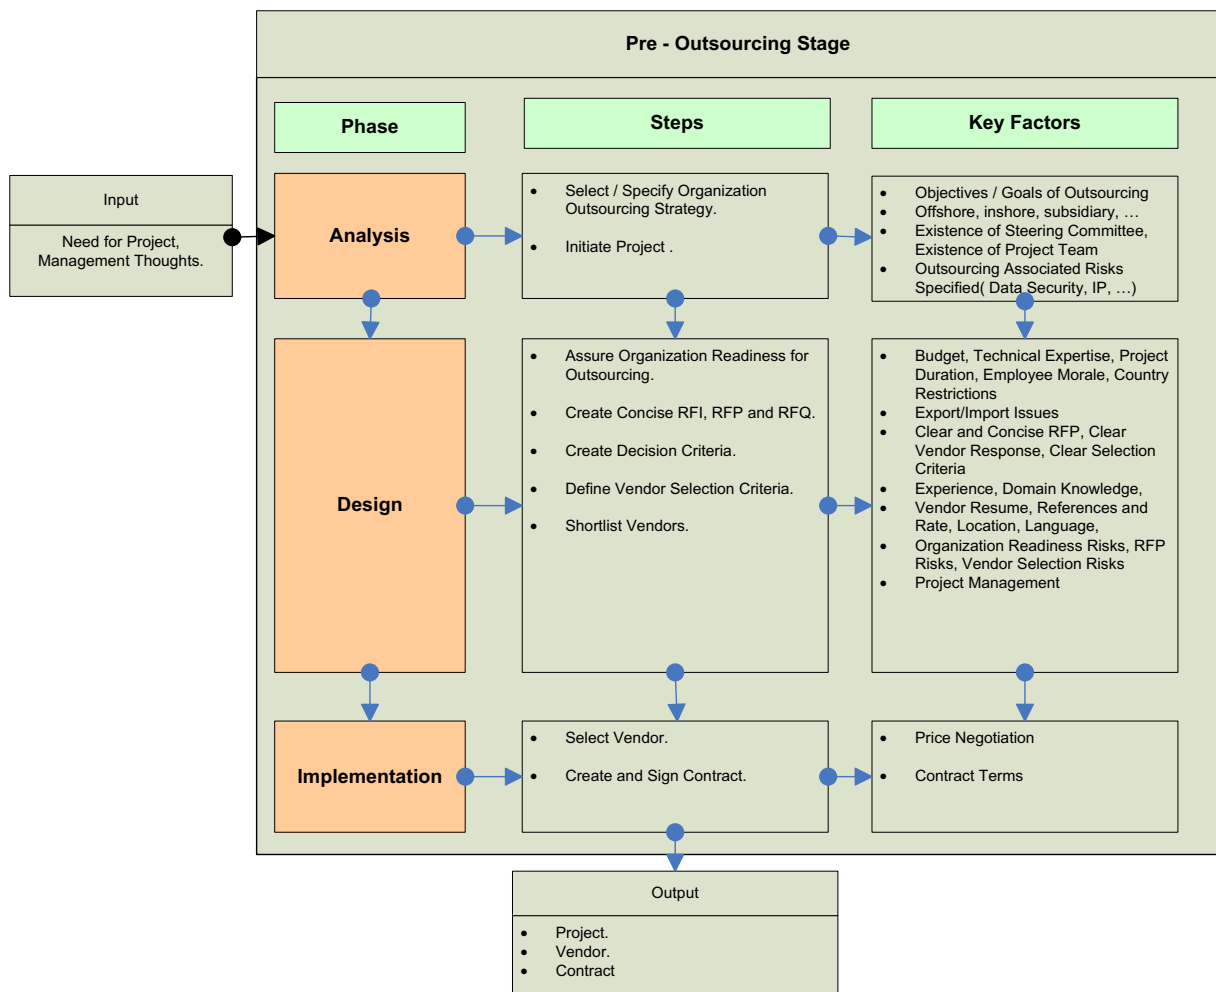 Pre - Outsourcing Stage
Phase
Steps
Key Factors
Input
Need for Project,
Management Thoughts.
Analysis
• Select / Specify Organization
Outsourcing Strategy.
• Initiate Project .
• Objectives / Goals of Outsourcing
• Offshore, inshore, subsidiary, …
• Existence of Steering Committee,
Existence of Project Team
• Outsourcing Associated Risks
Specified( Data Security, IP, …)
Design
• Assure Organization Readiness for
Outsourcing.
• Create Concise RFI, RFP and RFQ.
• Create Decision Criteria.
• Define Vendor Selection Criteria.
• Shortlist Vendors.
• Budget, Technical Expertise, Project
Duration, Employee Morale, Country
Restrictions
• Export/Import Issues
• Clear and Concise RFP, Clear
Vendor Response, Clear Selection
Criteria
• Experience, Domain Knowledge,
• Vendor Resume, References and
Rate, Location, Language,
• Organization Readiness Risks, RFP
Risks, Vendor Selection Risks
• Project Management
Implementation
• Select Vendor.
• Create and Sign Contract.
• Price Negotiation
• Contract Terms
Output
• Project.
• Vendor.
• Contract